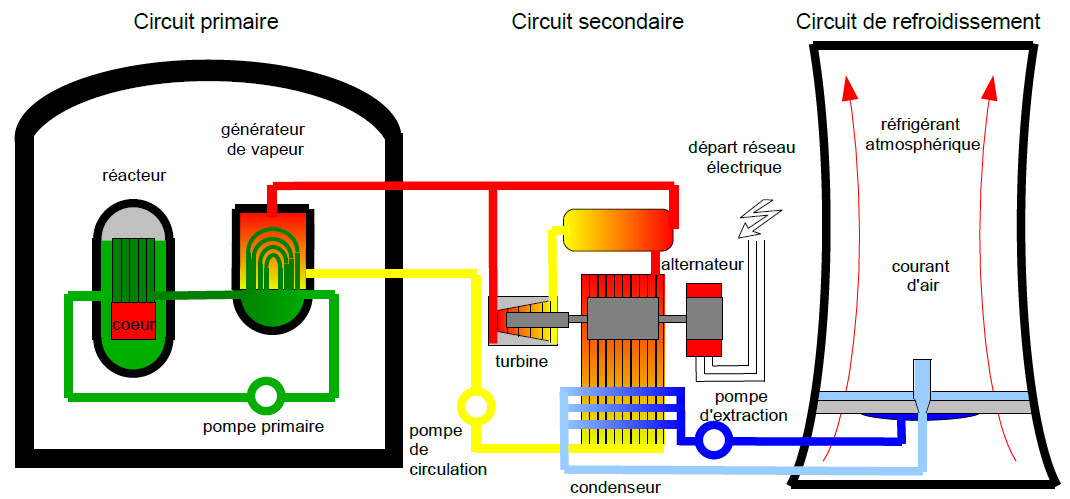 Circuit primaire
Circuit secondaire
Circuit de refroidissement
générateur
de vapeur
réacteur
coeur
pompe primaire
départ réseau
électrique
alternateur
turbine
pompe
de
circulation
pompe
d'extraction
condenseur
réfrigérant
atmosphérique
courant
d'air